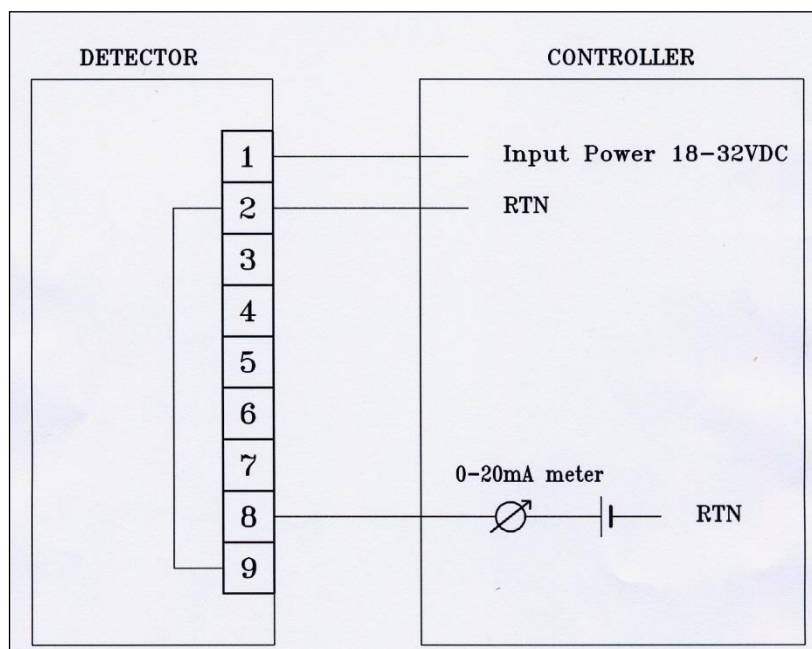 DETECTOR
CONTROLLER
1
Input Power 18-32VDC
2
RTN
3
4
5
6
7
0-20mA meter
8
RTN
9